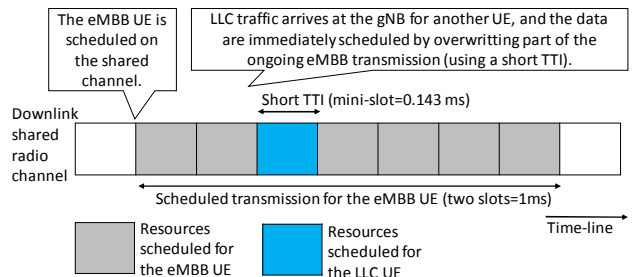 The eMBB UE is
scheduled on
the shared
channel.
LLC traffic arrives at the gNB for another UE, and the data
are immediately scheduled by overwritting part of the
ongoing eMBB transmission (using a short TTI).
Short TTI (mini-slot=0.143 ms)
Downlink
shared
radio
channel
Scheduled transmission for the eMBB UE (two slots=1ms)
Time-line
Resources
scheduled for
the eMBB UE
Resources
scheduled for
the LLC UE